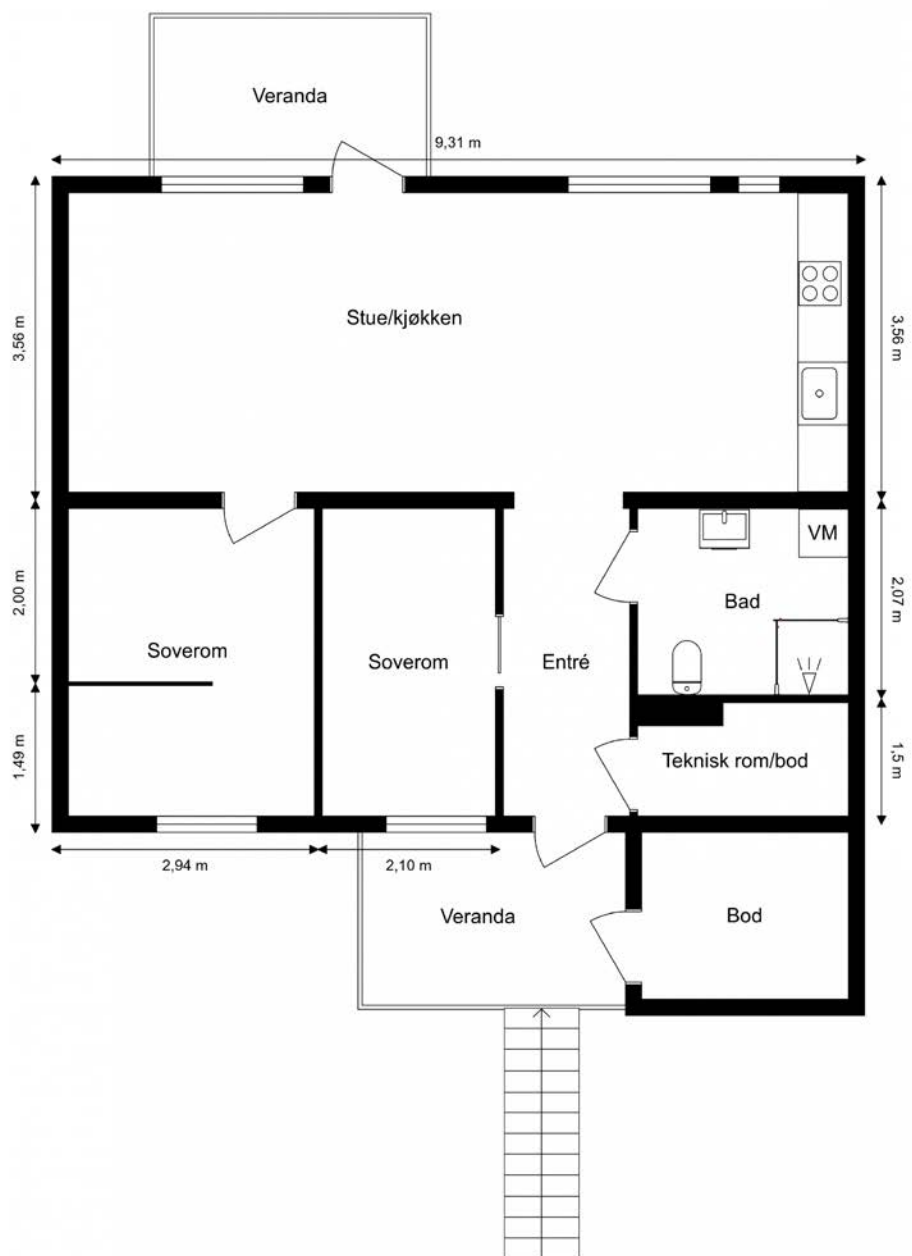 Veranda
9,31 m
3,56 m
Stue/kjøkken
3,56 m
2,00 m
VM
Bad
2,07 m
Soverom
Soverom
Entré
1,49 m
Teknisk rom/bod
1,5 m
2,94 m
2,10 m
Veranda
Bod